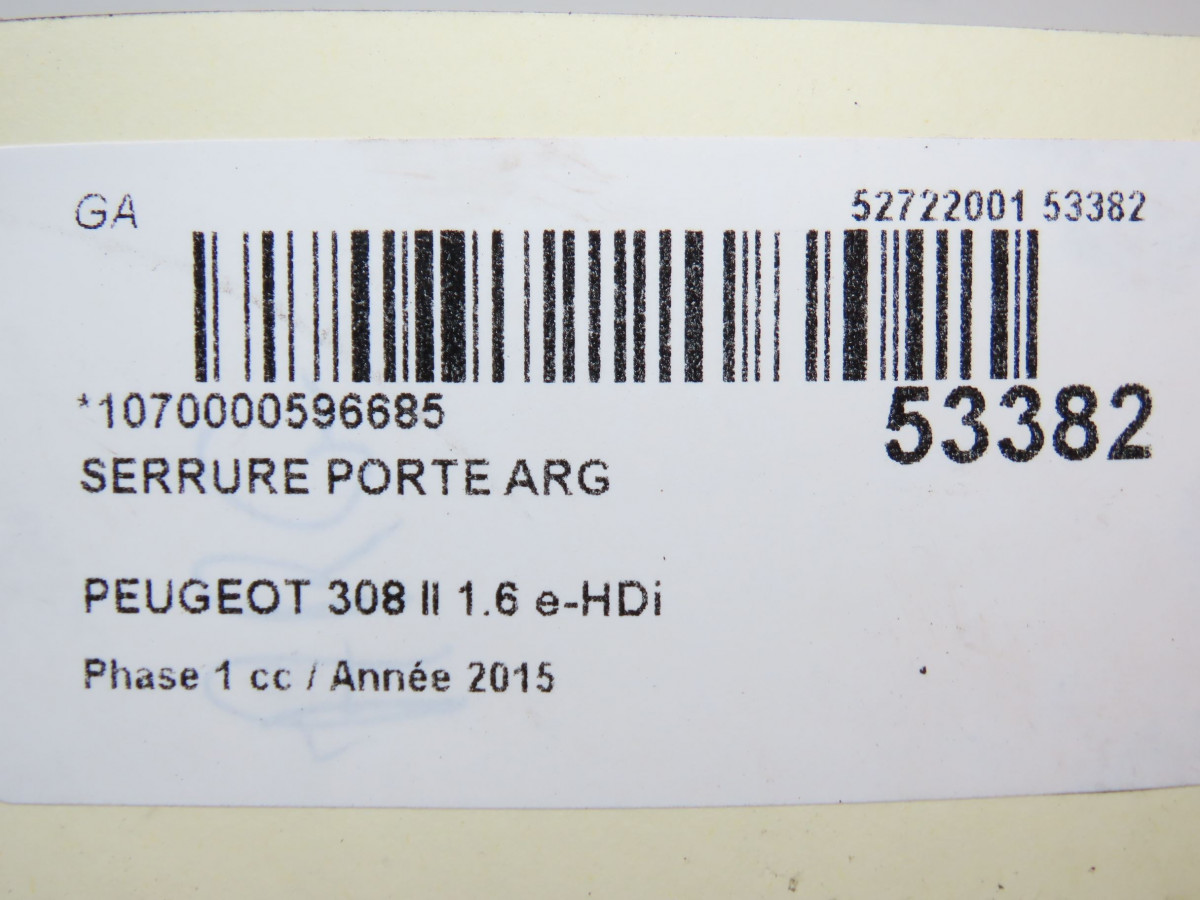 GA 52722001 53382
*1070000596685 53382
SERRURE PORTE ARG
PEUGEOT 308 II 1.6 e-HDi
Phase 1 cc / Année 2015